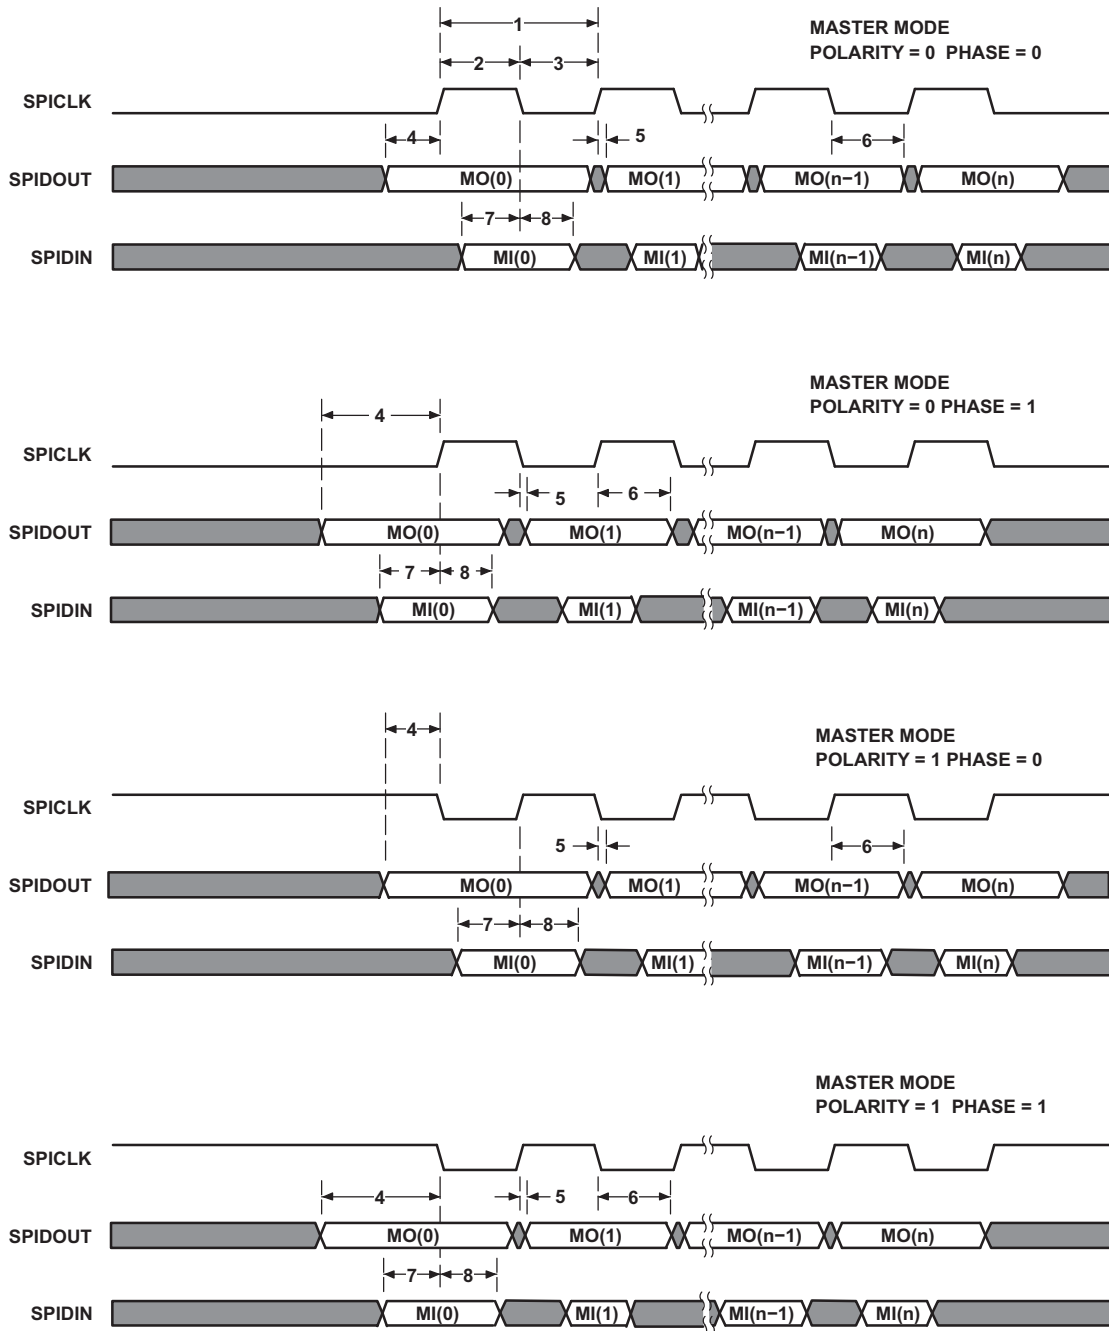 1
MASTER MODE
POLARITY = 0 PHASE = 0
2 3
SPICLK
4 5 6
SPIDOUT MO(0) MO(1) MO(n−1) MO(n)
7 8
SPIDIN MI(0) MI(1) MI(n−1) MI(n)
MASTER MODE
POLARITY = 0 PHASE = 1
4
SPICLK
5 6
SPIDOUT MO(0) MO(1) MO(n−1) MO(n)
7 8
SPIDIN MI(0) MI(1) MI(n−1) MI(n)
4
MASTER MODE
POLARITY = 1 PHASE = 0
SPICLK
5 6
SPIDOUT MO(0) MO(1) MO(n−1) MO(n)
7 8
SPIDIN MI(0) MI(1) MI(n−1) MI(n)
MASTER MODE
POLARITY = 1 PHASE = 1
SPICLK
4 5 6
SPIDOUT MO(0) MO(1) MO(n−1) MO(n)
7 8
SPIDIN MI(0) MI(1) MI(n−1) MI(n)